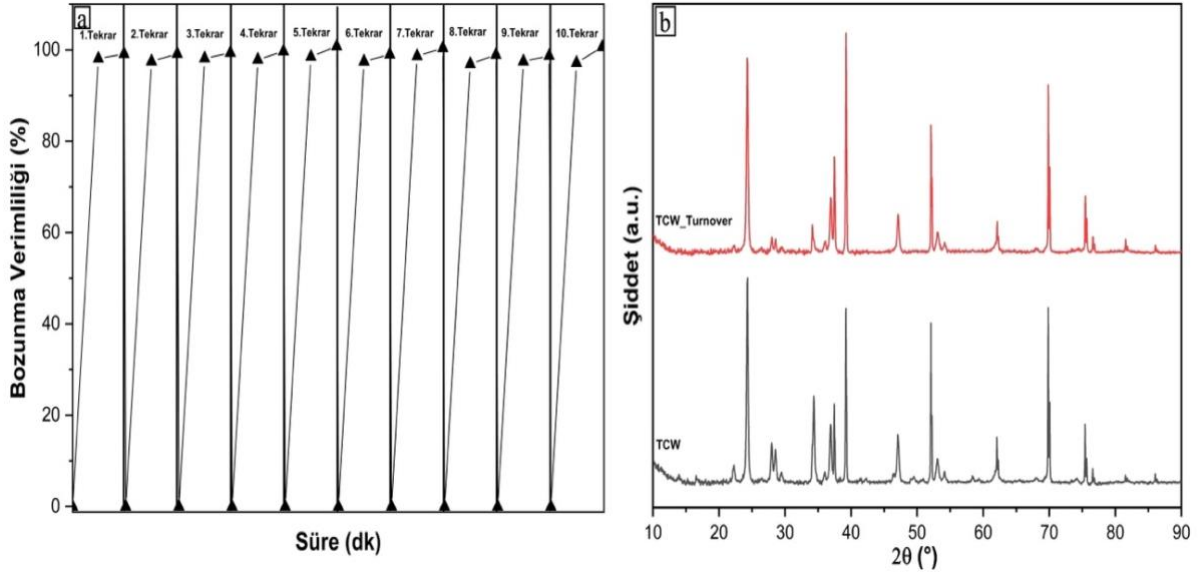 a
1.Tekrar 2.Tekrar 3.Tekrar 4.Tekrar 5.Tekrar 6.Tekrar 7.Tekrar 8.Tekrar 9.Tekrar 10.Tekrar
100
80
60
40
20
0
Bozunma Verimliliği (%)
Süre (dk)
b
TCW_Turnover
TCW
Şiddet (a.u.)
10 20 30 40 50 60 70 80 90
2θ (°)